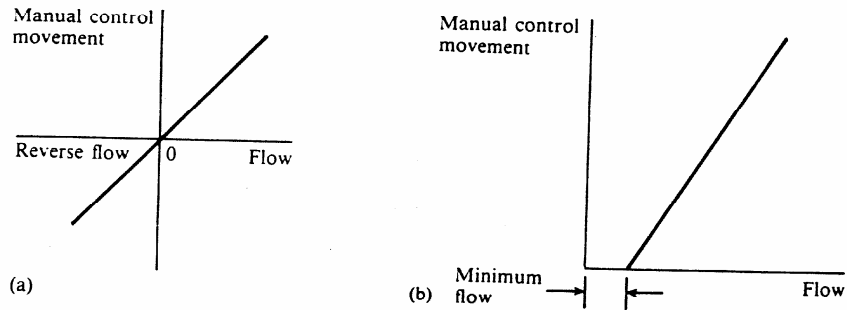 Manual control
movement
Reverse flow
0
Flow
(a)
Manual control
movement
Minimum
flow
Flow
(b)